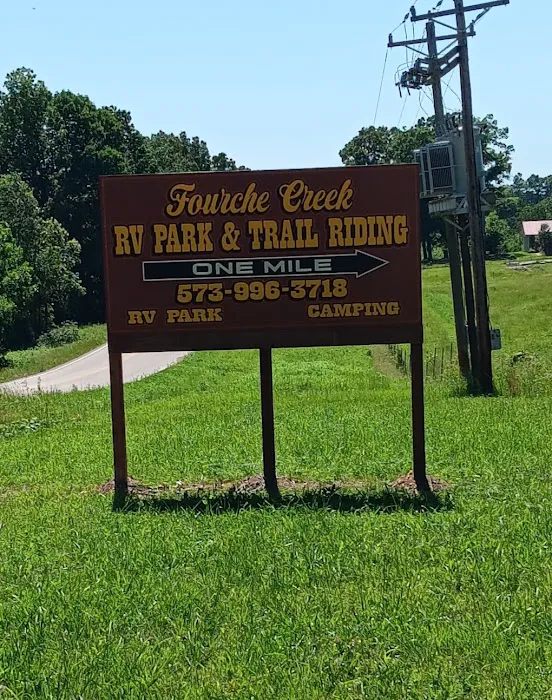 Fourche Creek
RV PARK & TRAIL RIDING
ONE MILE
573-996-3718
RV PARK CAMPING